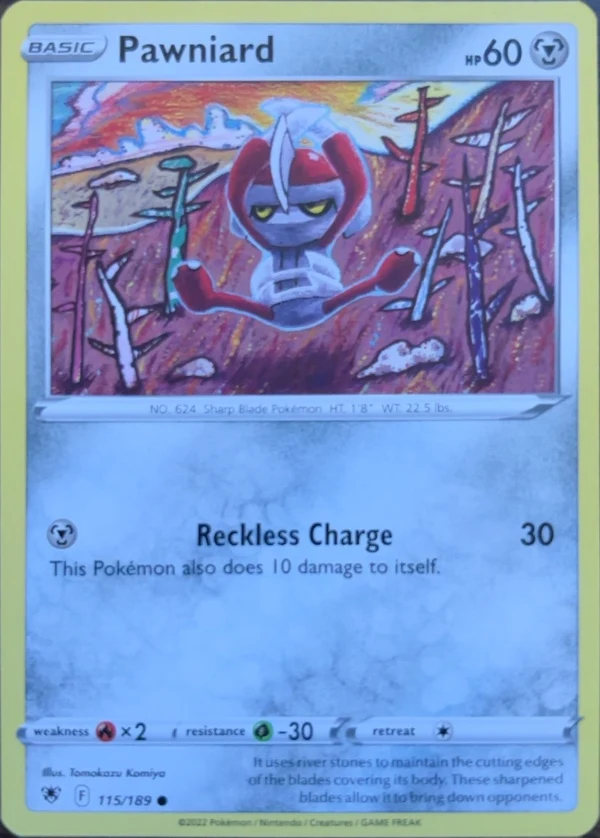 BASIC Pawniard HP 60
NO. 624 Sharp Blade Pokémon HT: 1'8" WT: 22.5 lbs.
Reckless Charge 30
This Pokémon also does 10 damage to itself.
weakness ×2 resistance -30 retreat
It uses river stones to maintain the cutting edges
of the blades covering its body. These sharpened
blades allow it to bring down opponents.
Illus. Tomokazu Komiya
F 115/189
©2022 Pokémon / Nintendo / Creatures / GAME FREAK